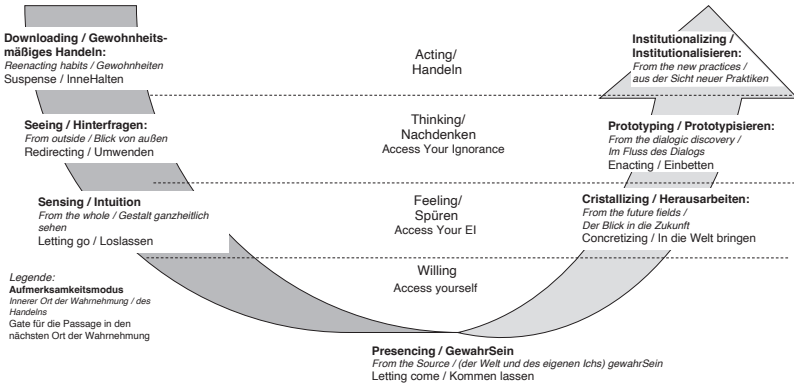 Downloading / Gewohnheits-
mäßiges Handeln:
Reenacting habits / Gewohnheiten
Suspense / InneHalten
Seeing / Hinterfragen:
From outside / Blick von außen
Redirecting / Umwenden
Sensing / Intuition
From the whole / Gestalt ganzheitlich
sehen
Letting go / Loslassen
Legende:
Aufmerksamkeitsmodus
Innerer Ort der Wahrnehmung / des
Handelns
Gate für die Passage in den
nächsten Ort der Wahrnehmung
Acting/
Handeln
Thinking/
Nachdenken
Access Your Ignorance
Feeling/
Spüren
Access Your EI
Willing
Access yourself
Presencing / GewahrSein
From the Source / (der Welt und des eigenen Ichs) gewahrSein
Letting come / Kommen lassen
Institutionalizing /
Institutionalisieren:
From the new practices /
aus der Sicht neuer Praktiken
Prototyping / Prototypisieren:
From the dialogic discovery /
Im Fluss des Dialogs
Enacting / Einbetten
Cristallizing / Herausarbeiten:
From the future fields /
Der Blick in die Zukunft
Concretizing / In die Welt bringen